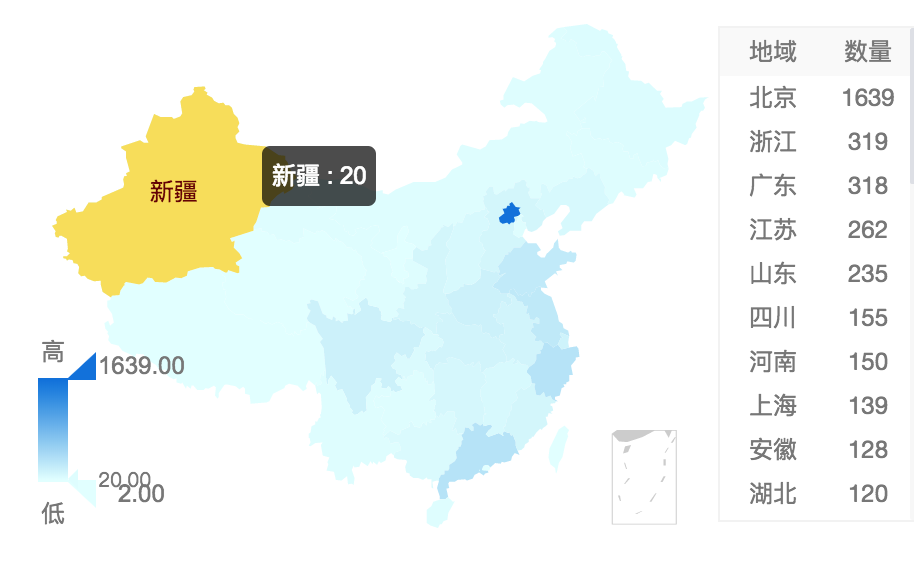 新疆
新疆 : 20
高
1639.00
20.00
2.00
低
地域 数量
北京 1639
浙江 319
广东 318
江苏 262
山东 235
四川 155
河南 150
上海 139
安徽 128
湖北 120